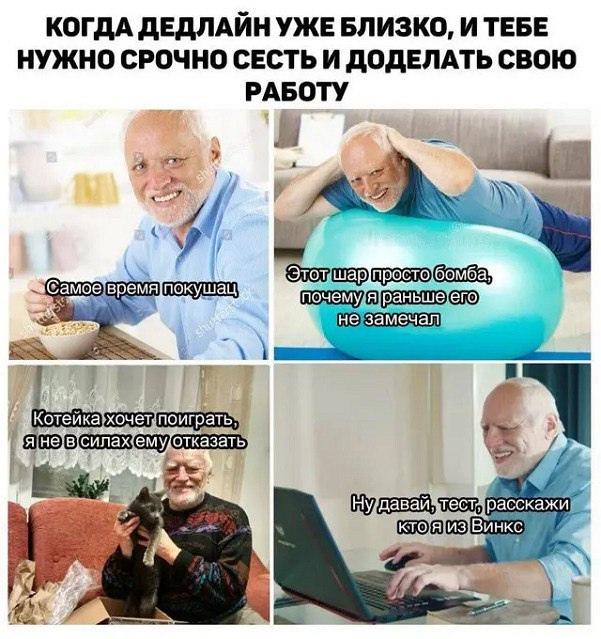 КОГДА ДЕДЛАЙН УЖЕ БЛИЗКО, И ТЕБЕ
НУЖНО СРОЧНО СЕСТЬ И ДОДЕЛАТЬ СВОЮ
РАБОТУ
Самое время покушац
Этот шар просто бомба,
почему я раньше его
не замечал
Котейка хочет поиграть,
я не в силах ему отказать
Ну давай, тест, расскажи
кто я из Винкс